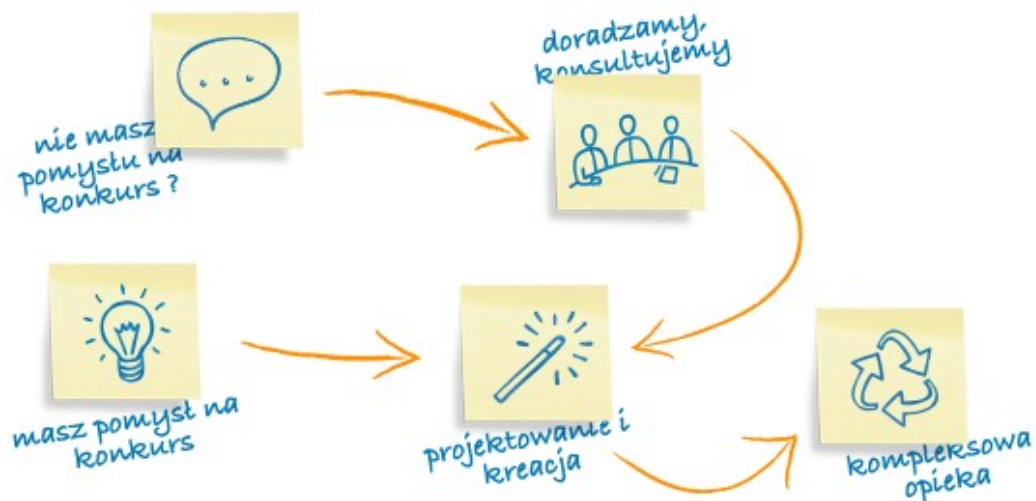 nie masz
pomysłu na
konkurs ?
doradzamy,
konsultujemy
masz pomysł na
konkurs
projektowanie i
kreacja
kompleksowa
opieka